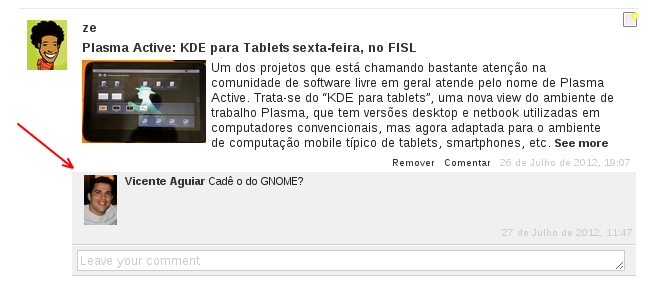 ze
Plasma Active: KDE para Tablets sexta-feira, no FISL
Um dos projetos que está chamando bastante atenção na
comunidade de software livre em geral atende pelo nome de Plasma
Active. Trata-se do “KDE para tablets”, uma nova view do ambiente de
trabalho Plasma, que tem versões desktop e netbook utilizadas em
computadores convencionais, mas agora adaptada para o ambiente
de computação mobile típico de tablets, smartphones, etc. See more
Remover Comentar 26 de Julho de 2012, 19:07
Vicente Aguiar Cadê o do GNOME?
27 de Julho de 2012, 11:47
Leave your comment